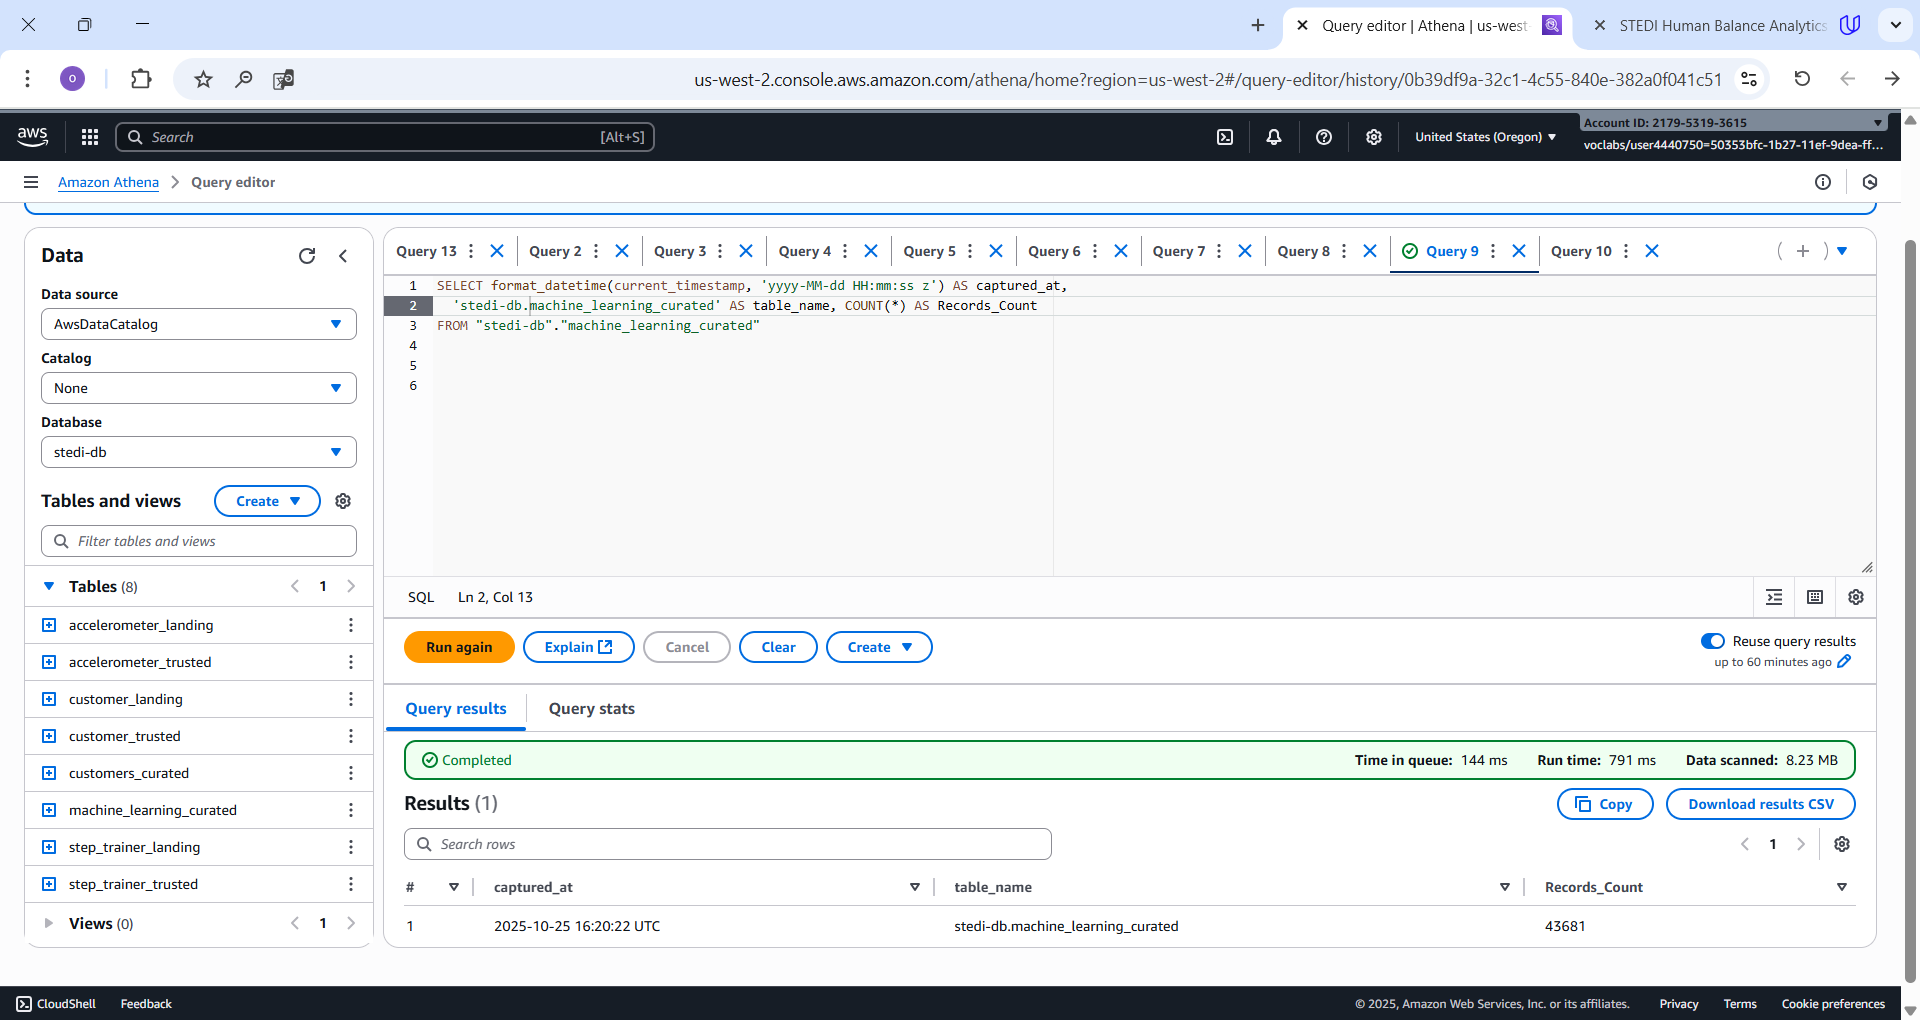 Query editor | Athena | us-west-
STEDI Human Balance Analytics
o
us-west-2.console.aws.amazon.com/athena/home?region=us-west-2#/query-editor/history/0b39df9a-32c1-4c55-840e-382a0f041c51
aws
Search
[Alt+S]
United States (Oregon)
Account ID: 2179-5319-3615
voclabs/user4440750=50353bfc-1b27-11ef-9dea-ff...
Amazon Athena
Query editor
Data
Data source
AwsDataCatalog
Catalog
None
Database
stedi-db
Tables and views
Create
Filter tables and views
Tables (8)
1
accelerometer_landing
accelerometer_trusted
customer_landing
customer_trusted
customers_curated
machine_learning_curated
step_trainer_landing
step_trainer_trusted
Views (0)
1
Query 13
Query 2
Query 3
Query 4
Query 5
Query 6
Query 7
Query 8
Query 9
Query 10
1 SELECT format_datetime(current_timestamp, 'yyyy-MM-dd HH:mm:ss z') AS captured_at,
2 'stedi-db.machine_learning_curated' AS table_name, COUNT(*) AS Records_Count
3 FROM "stedi-db"."machine_learning_curated"
4
5
6
SQL
Ln 2, Col 13
Run again
Explain
Cancel
Clear
Create
Reuse query results
up to 60 minutes ago
Query results
Query stats
Completed
Time in queue: 144 ms
Run time: 791 ms
Data scanned: 8.23 MB
Results (1)
Copy
Download results CSV
Search rows
1
#
captured_at
table_name
Records_Count
1
2025-10-25 16:20:22 UTC
stedi-db.machine_learning_curated
43681
CloudShell
Feedback
© 2025, Amazon Web Services, Inc. or its affiliates.
Privacy
Terms
Cookie preferences